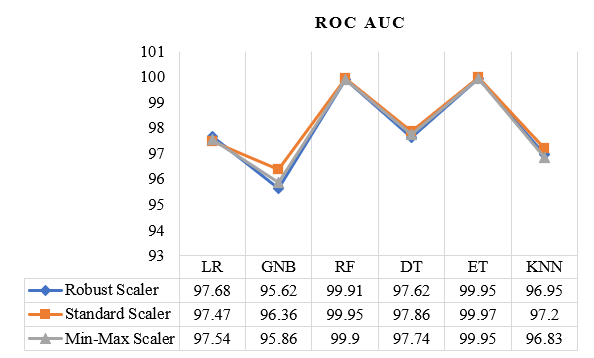 ROC AUC
101
100
99
98
97
96
95
94
93
LR GNB RF DT ET KNN
Robust Scaler 97.68 95.62 99.91 97.62 99.95 96.95
Standard Scaler 97.47 96.36 99.95 97.86 99.97 97.2
Min-Max Scaler 97.54 95.86 99.9 97.74 99.95 96.83